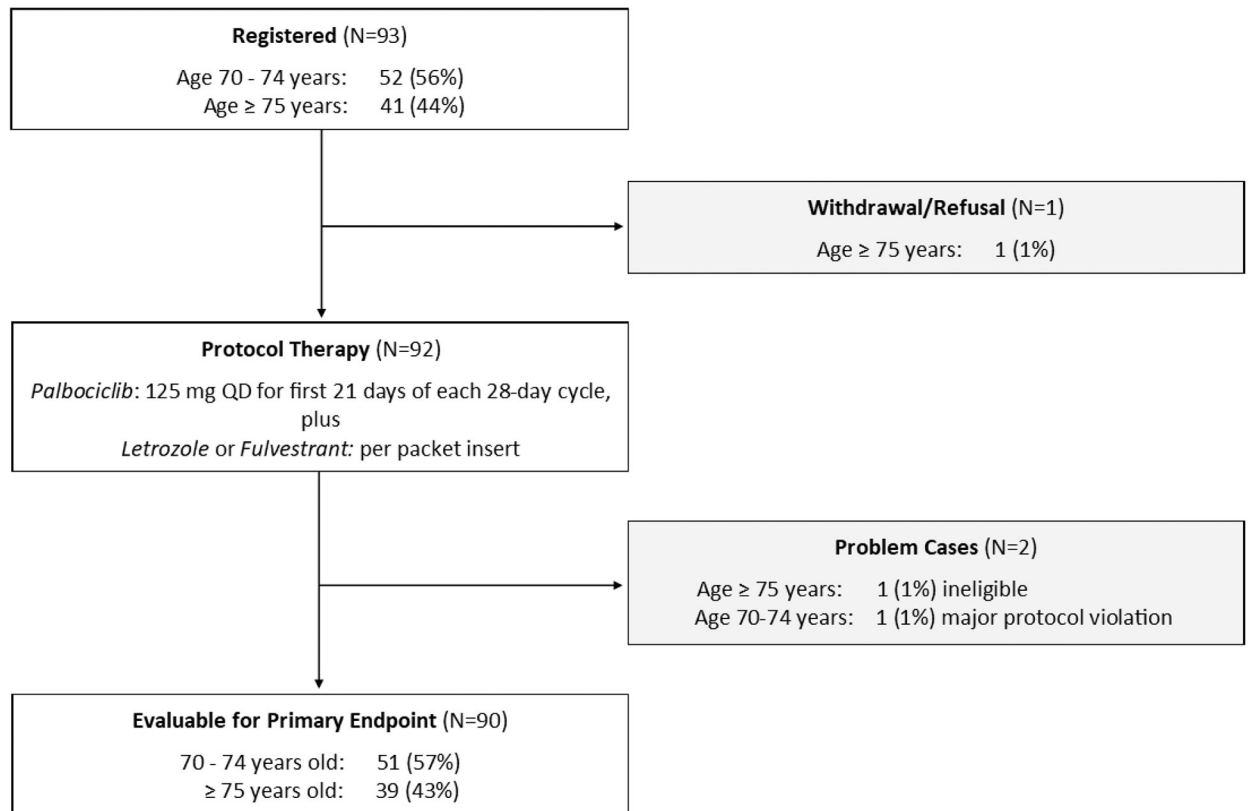 Registered (N=93)
Age 70 - 74 years: 52 (56%)
Age ≥ 75 years: 41 (44%)
Withdrawal/Refusal (N=1)
Age ≥ 75 years: 1 (1%)
Protocol Therapy (N=92)
Palbociclib: 125 mg QD for first 21 days of each 28-day cycle,
plus
Letrozole or Fulvestrant: per packet insert
Problem Cases (N=2)
Age ≥ 75 years: 1 (1%) ineligible
Age 70-74 years: 1 (1%) major protocol violation
Evaluable for Primary Endpoint (N=90)
70 - 74 years old: 51 (57%)
≥ 75 years old: 39 (43%)